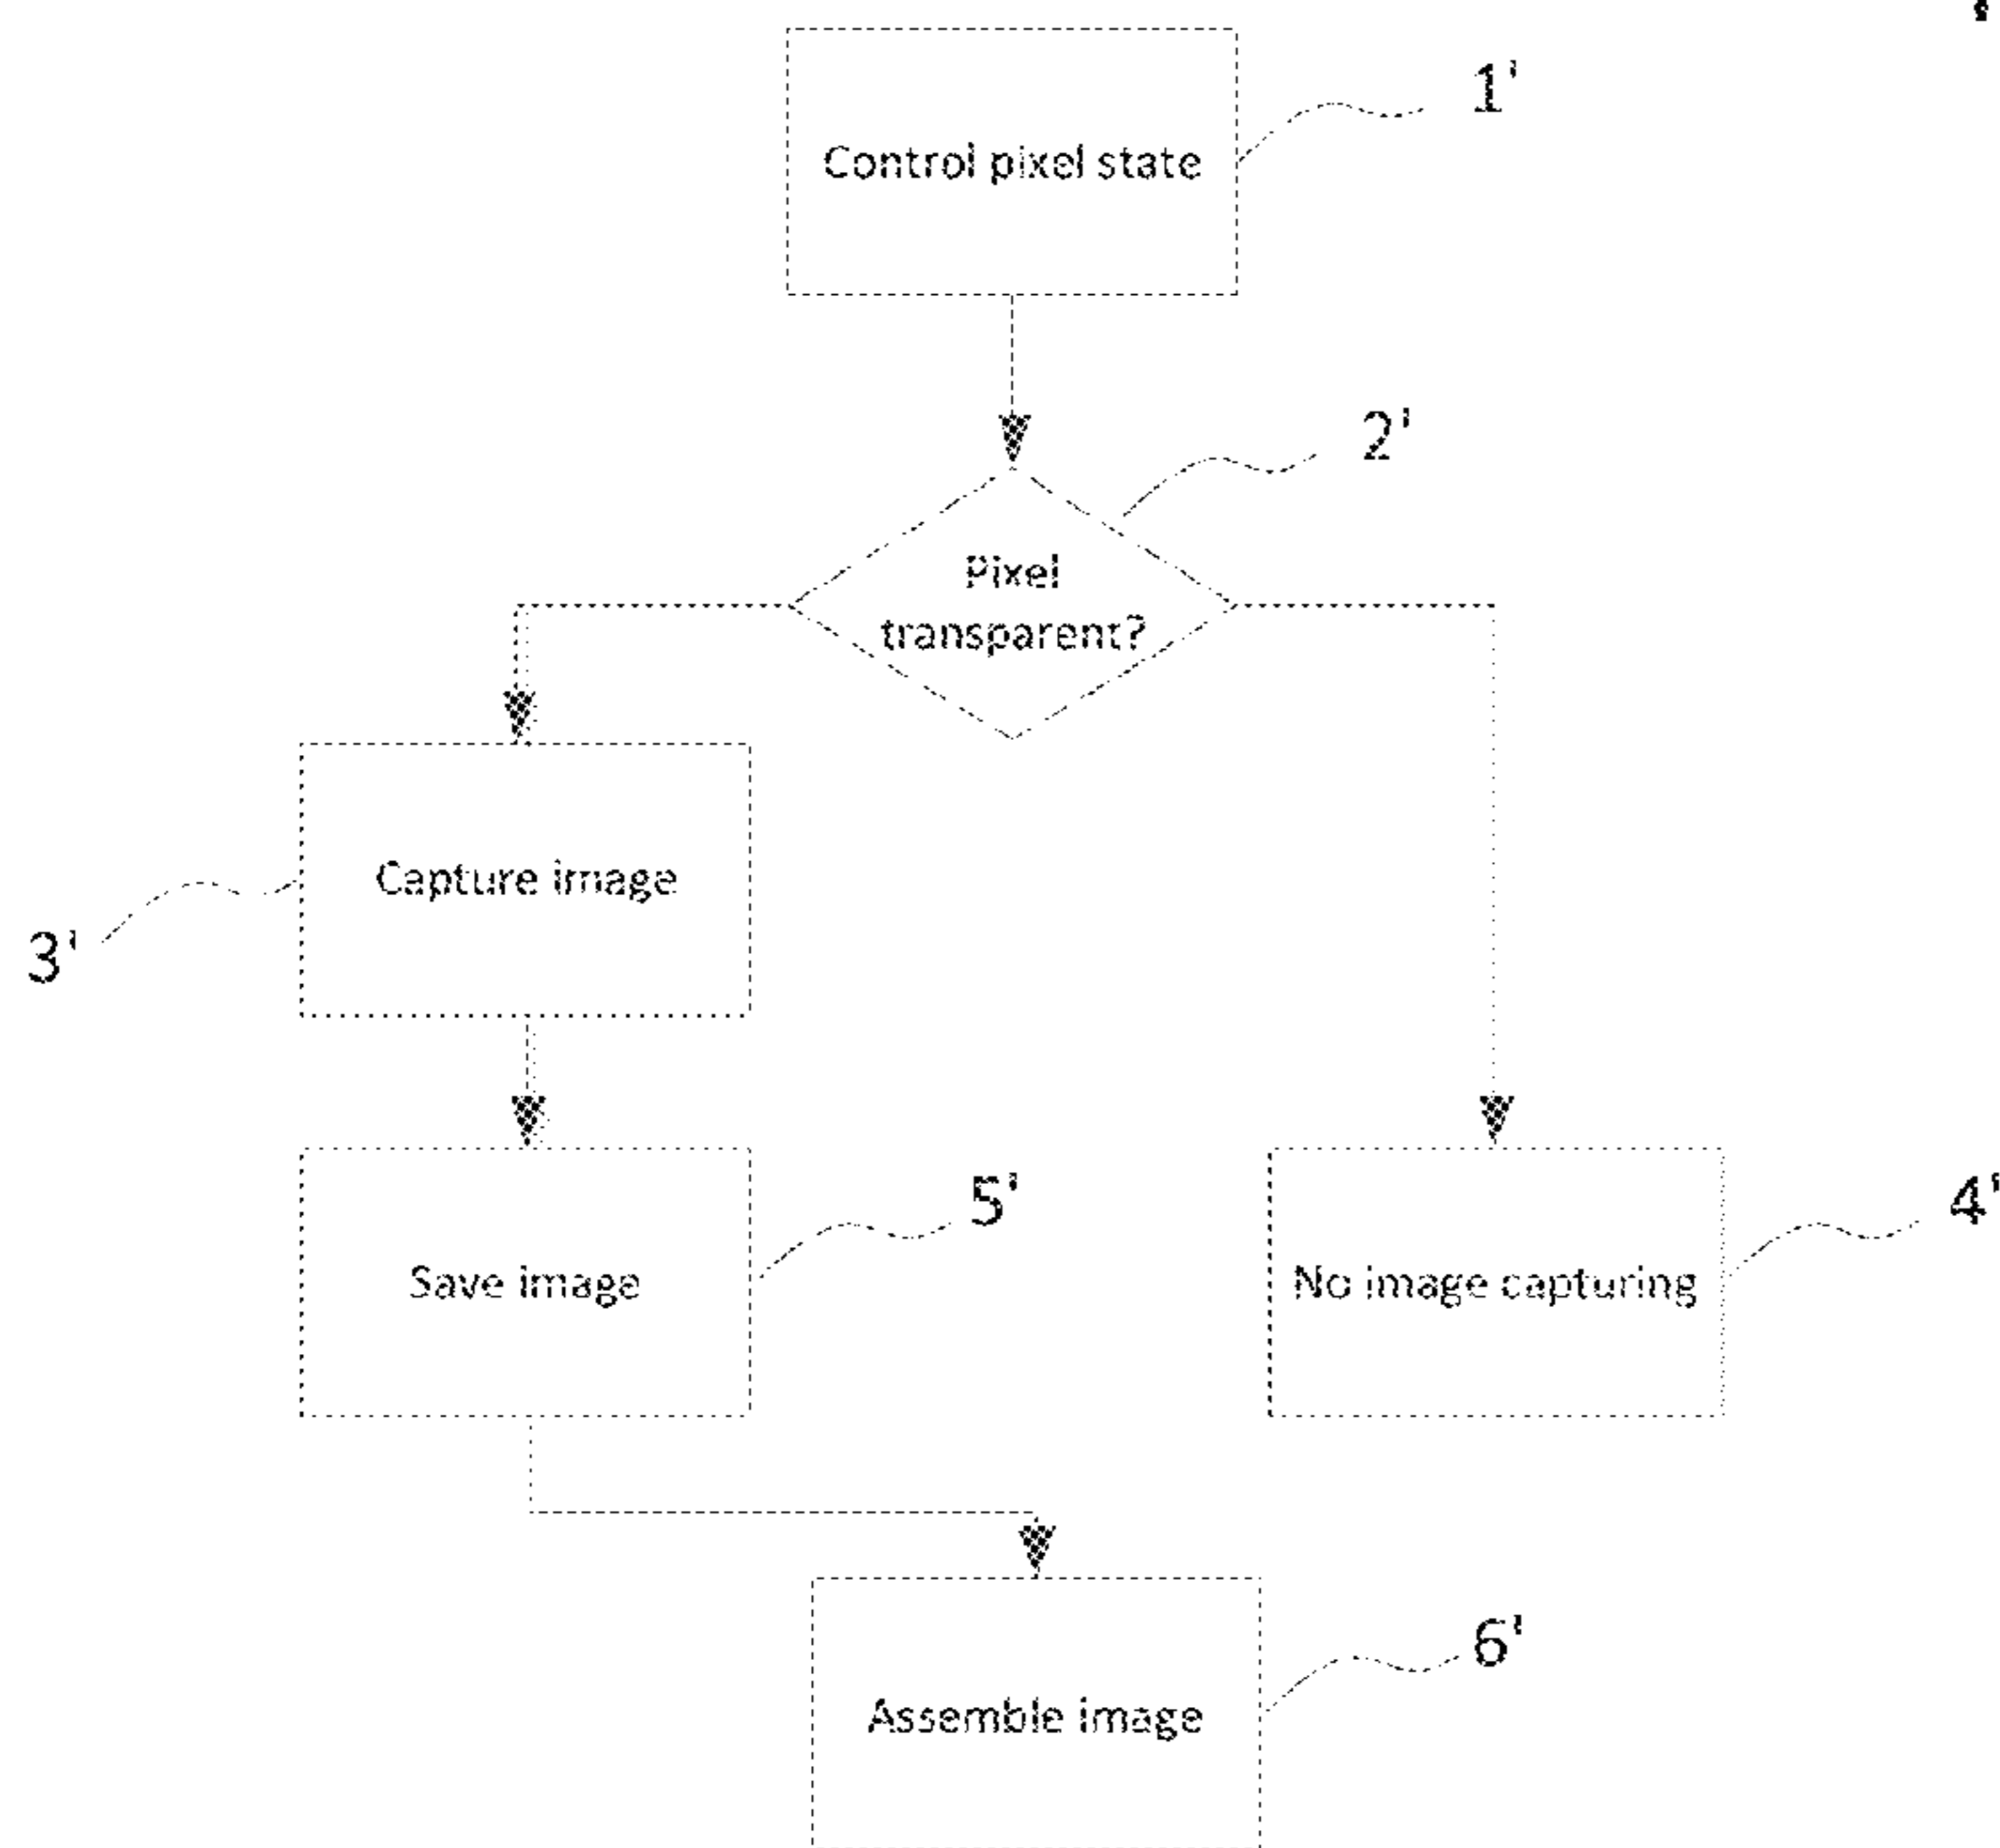 Control pixel state
1'
2'
Pixel
transparent?
Capture image
3'
Save image
5'
No image capturing
4'
Assemble image
6'